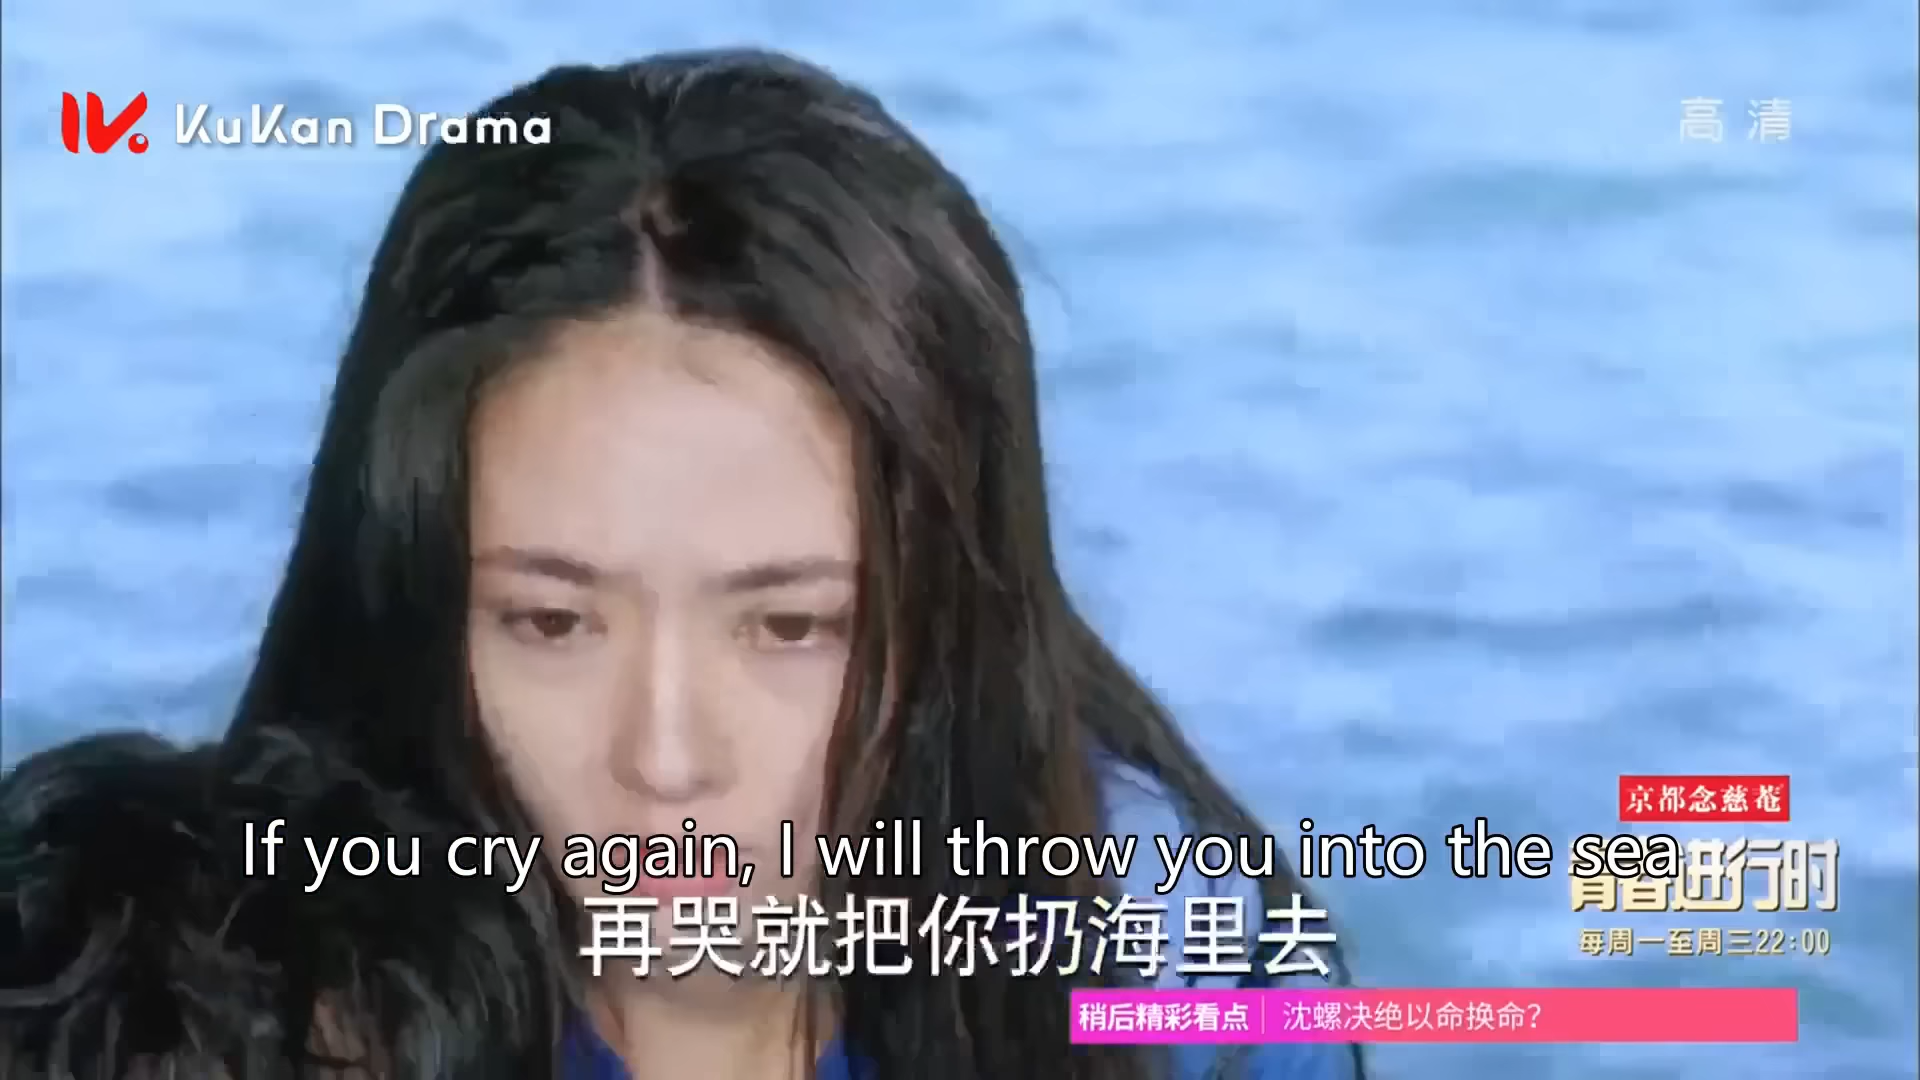 KuKan Drama
高清
京都念慈菴
青春进行时
每周一至周三22:00
If you cry again, I will throw you into the sea
再哭就把你扔海里去
稍后精彩看点 沈螺决绝以命换命?